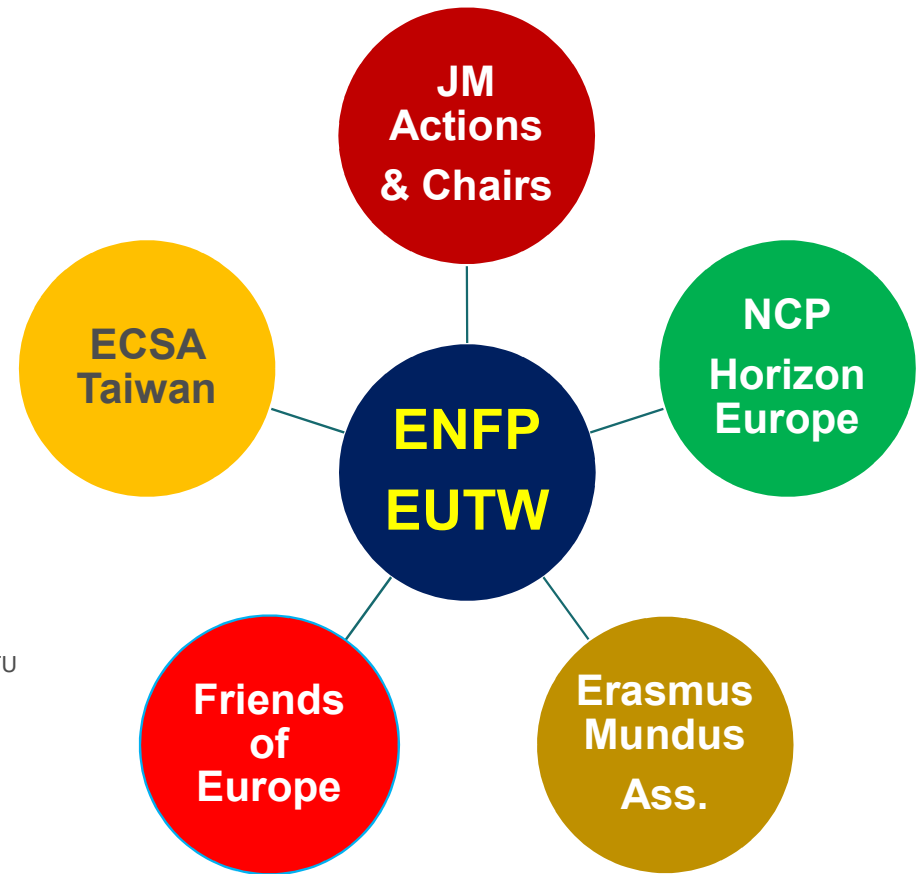 JM
Actions
& Chairs
ECSA
Taiwan
NCP
Horizon
Europe
ENFP
EUTW
Friends
of
Europe
Erasmus
Mundus
Ass.